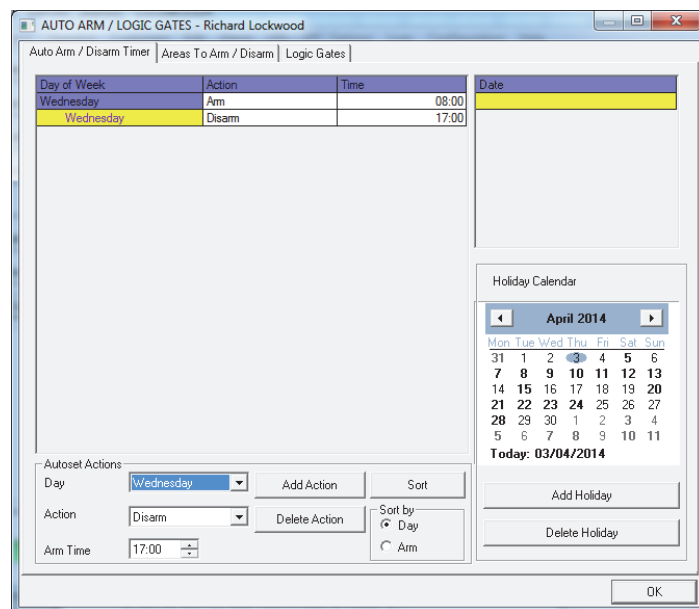 AUTO ARM / LOGIC GATES - Richard Lockwood
Auto Arm / Disarm Timer Areas To Arm / Disarm Logic Gates
Day of Week Action Time
Wednesday Arm 08:00
Wednesday Disarm 17:00
Date
Holiday Calendar
April 2014
Mon Tue Wed Thu Fri Sat Sun
31 1 2 3 4 5 6
7 8 9 10 11 12 13
14 15 16 17 18 19 20
21 22 23 24 25 26 27
28 29 30 1 2 3 4
5 6 7 8 9 10 11
Today: 03/04/2014
Add Holiday
Delete Holiday
Autoset Actions
Day Wednesday Add Action Sort
Action Disarm Delete Action
Sort by
Day
Arm
Arm Time 17:00
OK